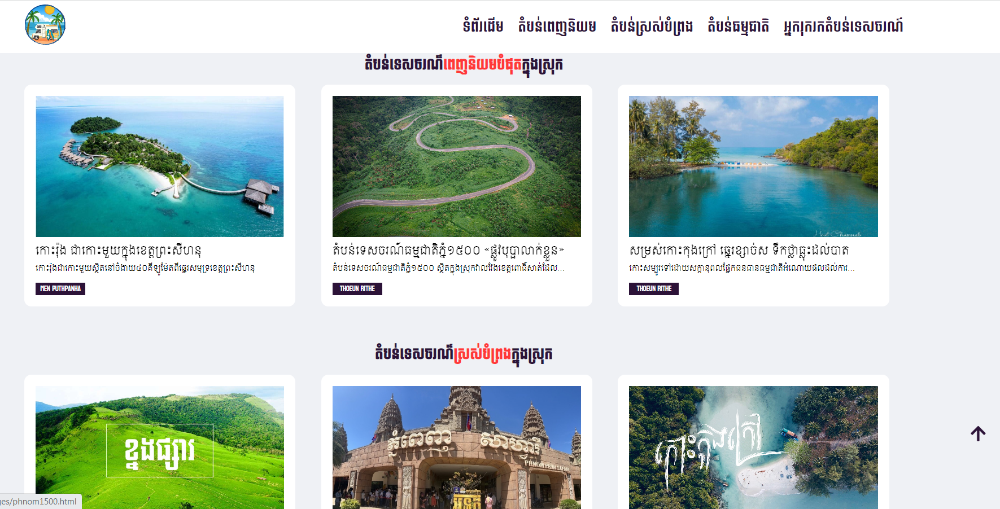 ទំព័រដើម តំបន់ពេញនិយម តំបន់ស្រស់បំព្រង តំបន់ធម្មជាតិ អ្នករុករកតំបន់ទេសចរណ៍
តំបន់ទេសចរណ៏ពេញនិយមបំផុតក្នុងស្រុក
កោះរ៉ុង ជាកោះមួយក្នុងខេត្តព្រះសីហនុ
កោះរ៉ុងជាកោះមួយស្ថិតនៅចំងាយ៤០គីឡូម៉ែតពីឆ្នេរសមុទ្រខេត្តព្រះសីហនុ
MEN PUTHPANHA
តំបន់ទេសចរណ៍ធម្មជាតិភ្នំ១៥០០ «ផ្លូវបុប្ផាលាក់ខ្លួន»
តំបន់ទេសចរណ៍ធម្មជាតិភ្នំ១៥០០ ស្ថិតក្នុងស្រុកវាលវែងខេត្តពោធិ៍សាត់ដែល...
THOEUN RITHE
សម្រស់កោះកុងក្រៅ ឆ្នេរខ្សាច់ស ទឹកថ្លាធ្លុះដល់បាត
កោះសម្បូរទៅដោយសក្តានុពលផ្នែកធនធានធម្មជាតិអំណោយផលដល់ការ...
THOEUN RITHE
តំបន់ទេសចរណ៏ស្រស់បំព្រងក្នុងស្រុក
ខ្នងផ្សារ
ភ្នំពេញ សាហ្វារី
PHNOM PENH SAFARI
កោះកុងក្រៅ
ges/phnom1500.html